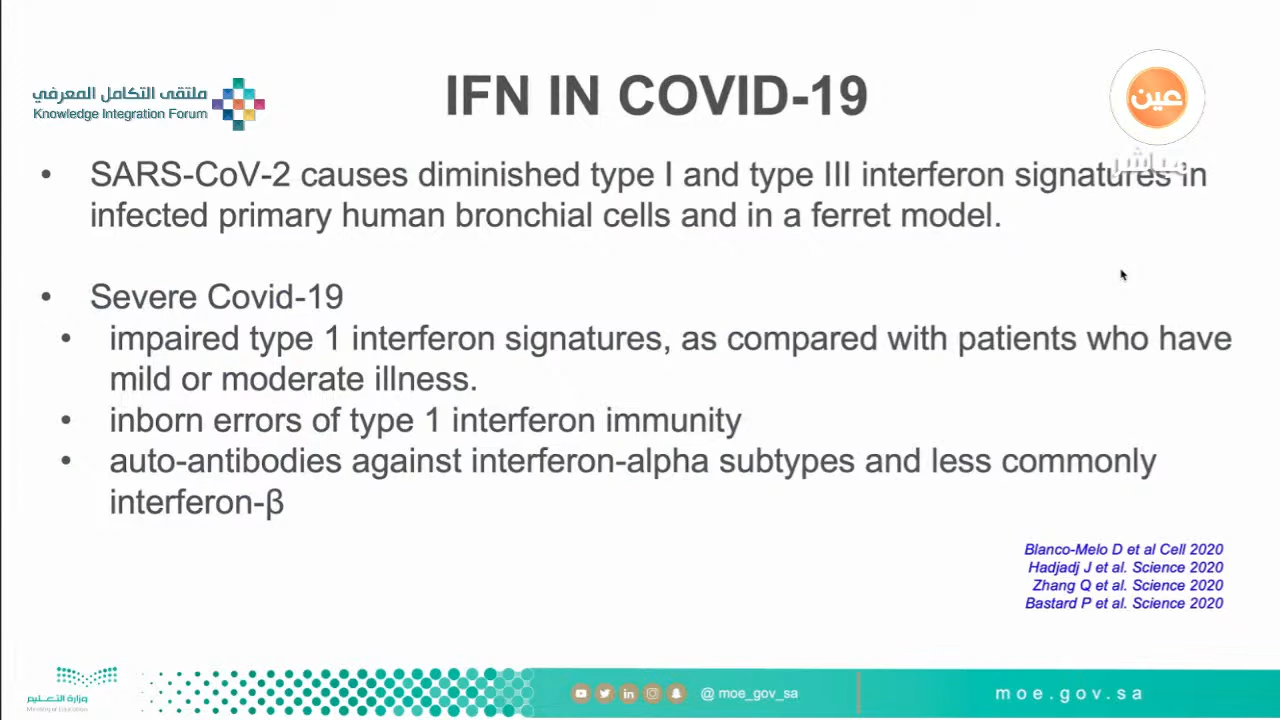 ملتقى التكامل المعرفي
Knowledge Integration Forum
IFN IN COVID-19
عين
مباشر
• SARS-CoV-2 causes diminished type I and type III interferon signatures in
infected primary human bronchial cells and in a ferret model.
• Severe Covid-19
• impaired type 1 interferon signatures, as compared with patients who have
mild or moderate illness.
• inborn errors of type 1 interferon immunity
• auto-antibodies against interferon-alpha subtypes and less commonly
interferon-β
Blanco-Melo D et al Cell 2020
Hadjadj J et al. Science 2020
Zhang Q et al. Science 2020
Bastard P et al. Science 2020
وزارة التعليم
Ministry of Education
@ moe_gov_sa
moe.gov.sa